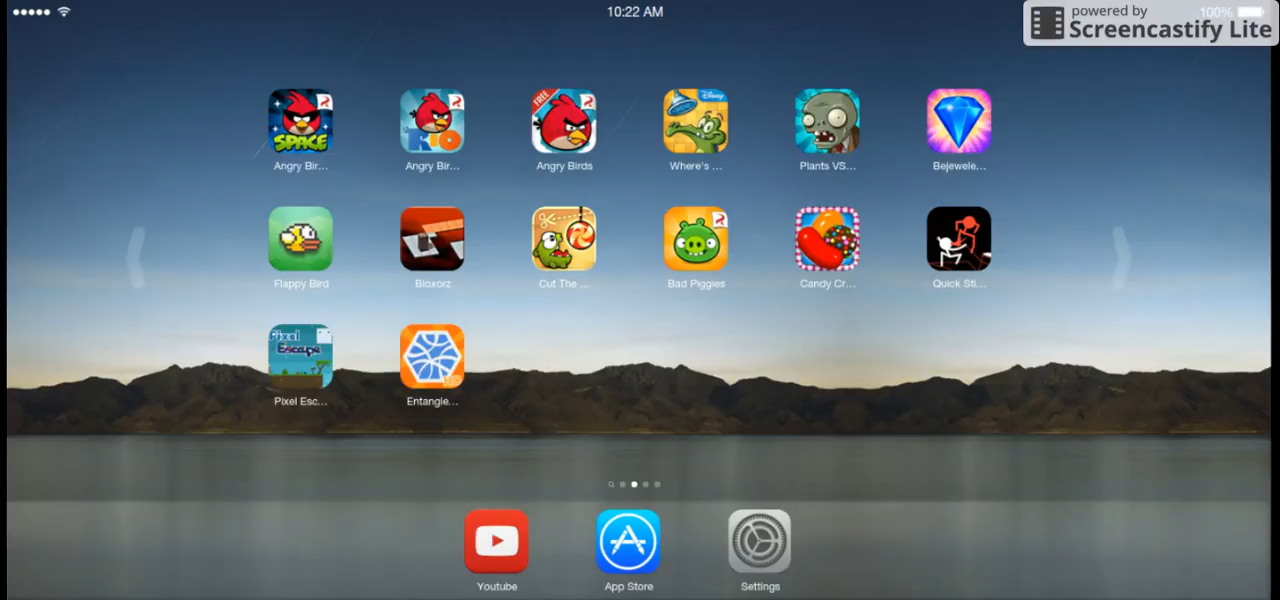 10:22 AM
100%
powered by
Screencastify Lite
SPACE
RIO
FREE
Disney
Angry Bir...
Angry Bir...
Angry Birds
Where's ...
Plants VS...
Bejewele...
Flappy Bird
Bloxorz
Cut The ...
Bad Piggies
Candy Cr...
Quick Sti...
Pixel
Escape
HD
Pixel Esc...
Entangle...
Youtube
App Store
Settings